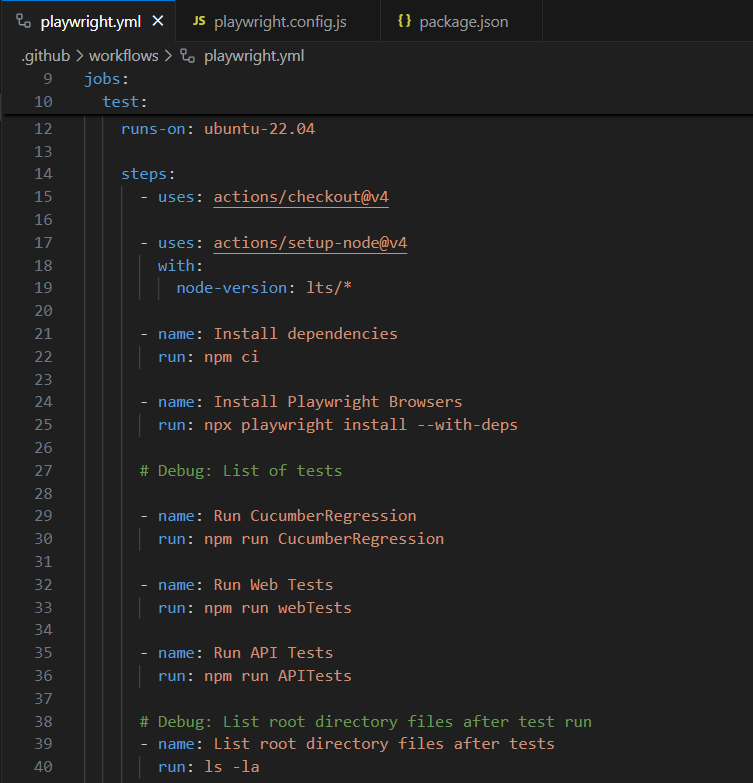 playwright.yml × JS playwright.config.js {} package.json
.github > workflows > playwright.yml
9 jobs:
10 test:
12 runs-on: ubuntu-22.04
13
14 steps:
15 - uses: actions/checkout@v4
16
17 - uses: actions/setup-node@v4
18 with:
19 node-version: lts/*
20
21 - name: Install dependencies
22 run: npm ci
23
24 - name: Install Playwright Browsers
25 run: npx playwright install --with-deps
26
27 # Debug: List of tests
28
29 - name: Run CucumberRegression
30 run: npm run CucumberRegression
31
32 - name: Run Web Tests
33 run: npm run webTests
34
35 - name: Run API Tests
36 run: npm run APITests
37
38 # Debug: List root directory files after test run
39 - name: List root directory files after tests
40 run: ls -la